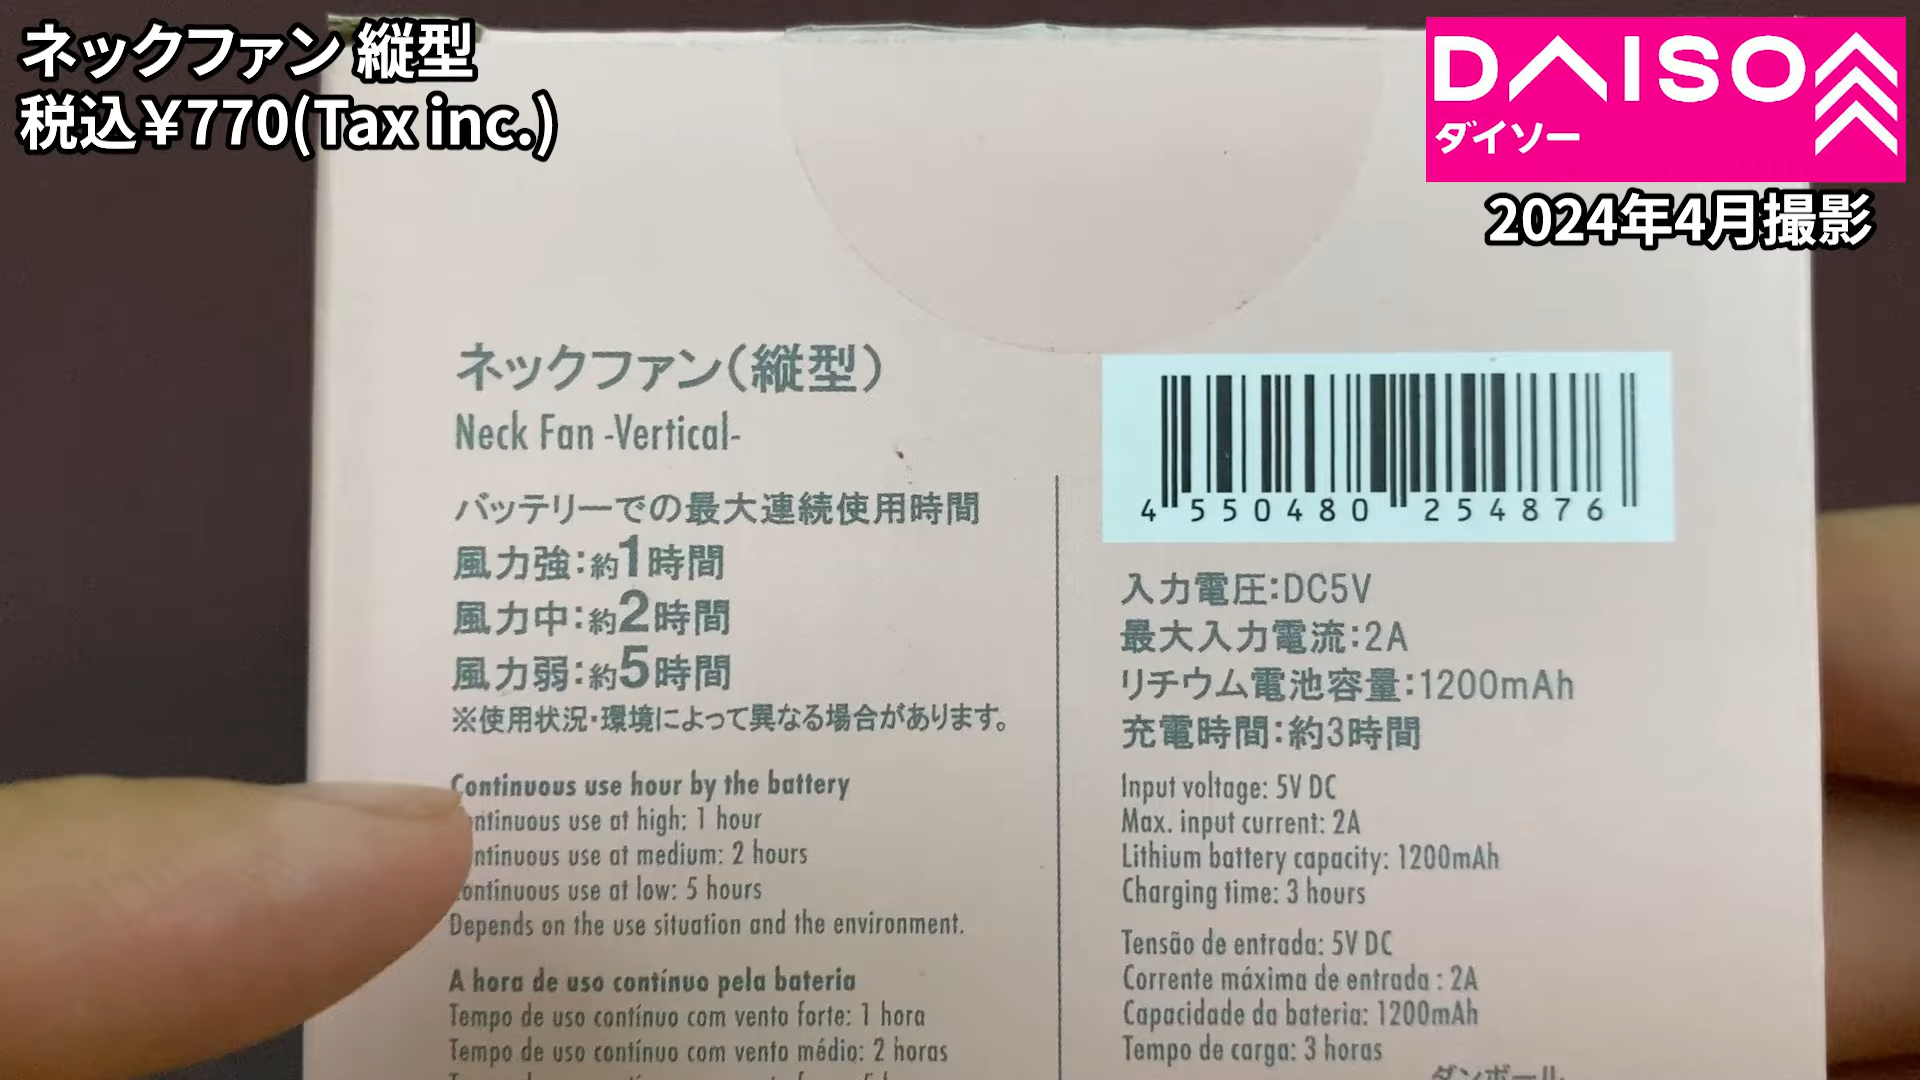 ネックファン 縦型
税込￥770(Tax inc.)
DAISO
ダイソー
2024年4月撮影
ネックファン(縦型)
Neck Fan -Vertical-
バッテリーでの最大連続使用時間
風力強:約1時間
風力中:約2時間
風力弱:約5時間
※使用状況・環境によって異なる場合があります。
Continuous use hour by the battery
ntinuous use at high: 1 hour
ntinuous use at medium: 2 hours
ontinuous use at low: 5 hours
Depends on the use situation and the environment.
A hora de uso contínuo pela bateria
Tempo de uso contínuo com vento forte: 1 hora
Tempo de uso contínuo com vento médio: 2 horas
4 550480 254876
入力電圧:DC5V
最大入力電流:2A
リチウム電池容量:1200mAh
充電時間:約3時間
Input voltage: 5V DC
Max. input current: 2A
Lithium battery capacity: 1200mAh
Charging time: 3 hours
Tensão de entrada: 5V DC
Corrente máxima de entrada : 2A
Capacidade da bateria: 1200mAh
Tempo de carga: 3 horas
ダンボール